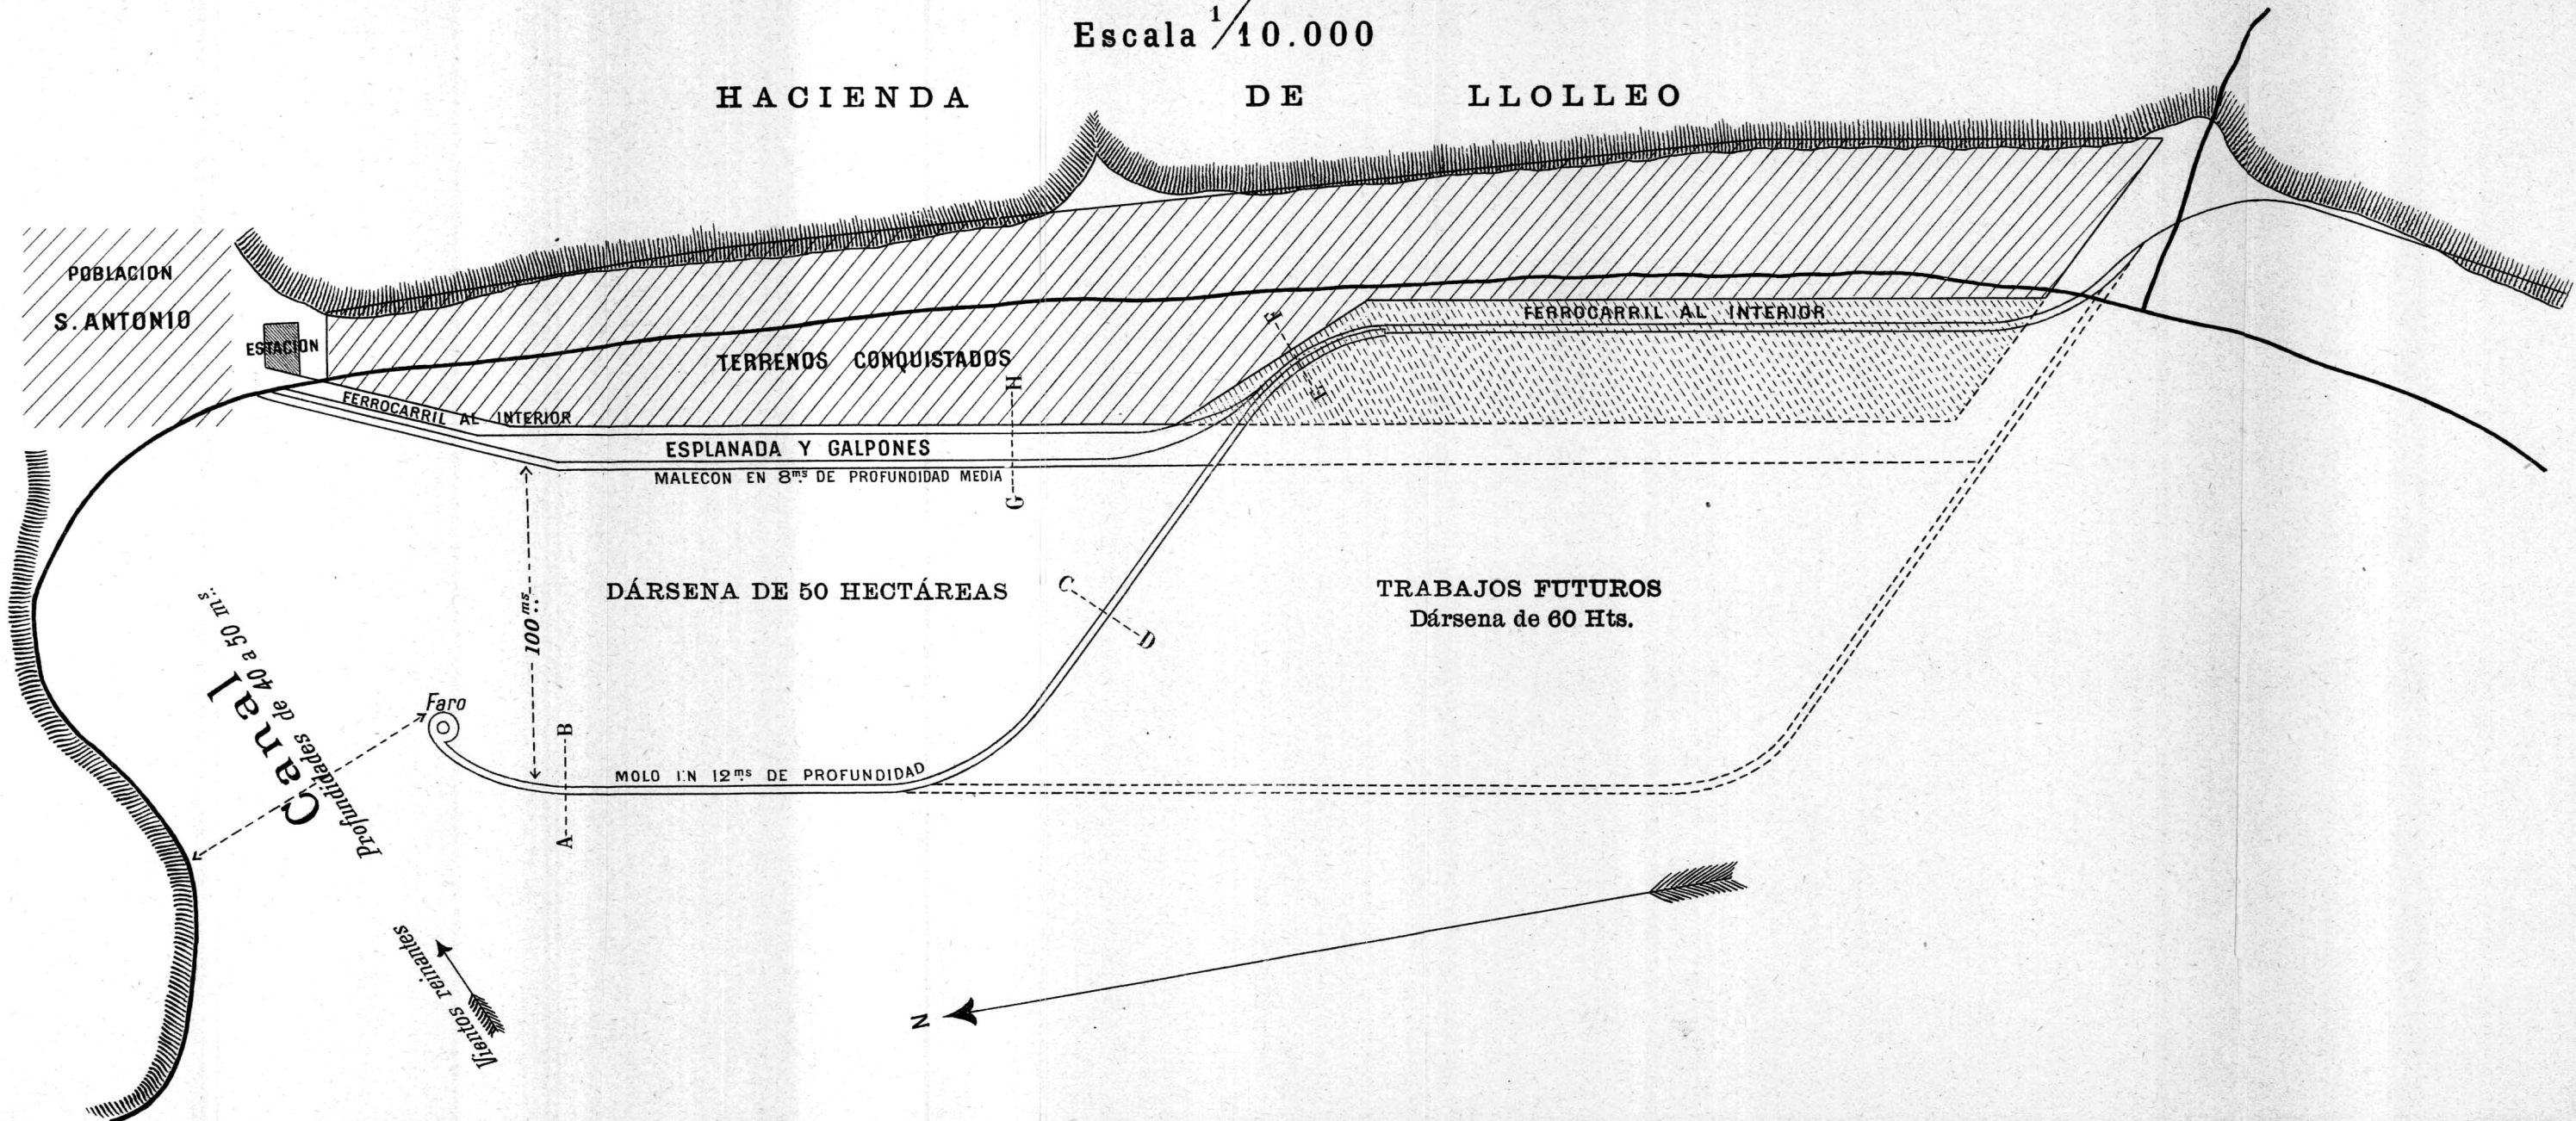 Escala 1/10.000
HACIENDA DE LLOLLEO
POBLACION
S. ANTONIO
ESTACION
FERROCARRIL AL INTERIOR
TERRENOS CONQUISTADOS
FERROCARRIL AL INTERIOR
H
F
E
ESPLANADA Y GALPONES
MALECON EN 8ms. DE PROFUNDIDAD MEDIA
G
100ms.
DÁRSENA DE 50 HECTÁREAS
C
D
TRABAJOS FUTUROS
Dársena de 60 Hts.
Canal
Profundidades de 40 a 50 m.s
Faro
B
MOLO EN 12ms. DE PROFUNDIDAD
A
Vientos reinantes
N